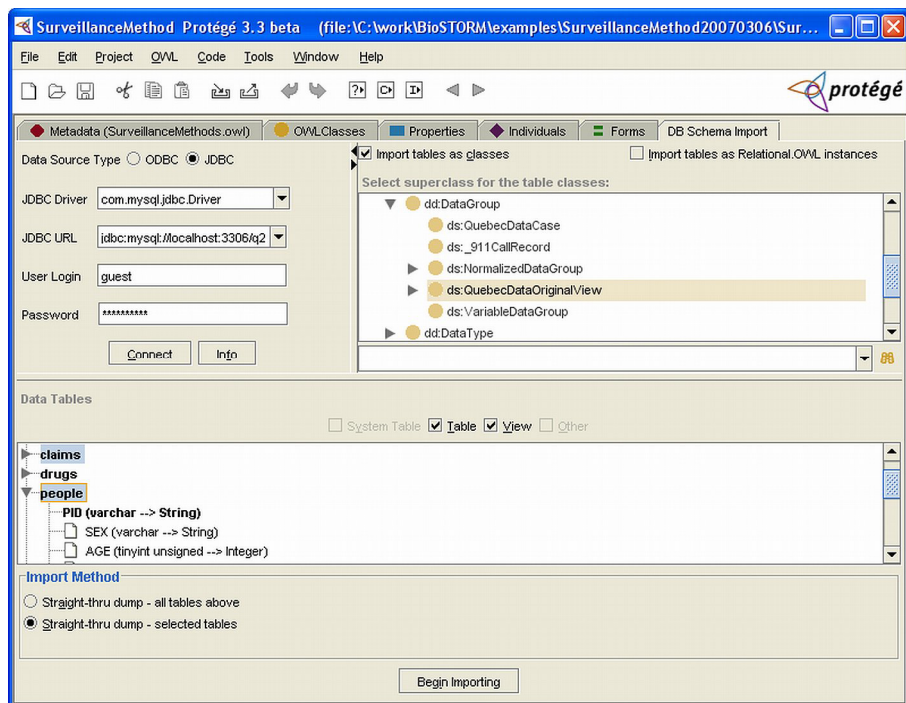 SurveillanceMethod Protégé 3.3 beta (file:\C:\work\BioSTORM\examples\SurveillanceMethod20070306\Sur...
File Edit Project OWL Code Tools Window Help
protégé
Metadata (SurveillanceMethods.owl) OWLClasses Properties Individuals Forms DB Schema Import
Data Source Type ODBC JDBC
JDBC Driver com.mysql.jdbc.Driver
JDBC URL jdbc:mysql://localhost:3306/q2
User Login guest
Password **********
Connect Info
Import tables as classes Import tables as Relational.OWL instances
Select superclass for the table classes:
dd:DataGroup
ds:QuebecDataCase
ds:_911CallRecord
ds:NormalizedDataGroup
ds:QuebecDataOriginalView
ds:VariableDataGroup
dd:DataType
Data Tables
System Table Table View Other
claims
drugs
people
PID (varchar --> String)
SEX (varchar --> String)
AGE (tinyint unsigned --> Integer)
Import Method
Straight-thru dump - all tables above
Straight-thru dump - selected tables
Begin Importing